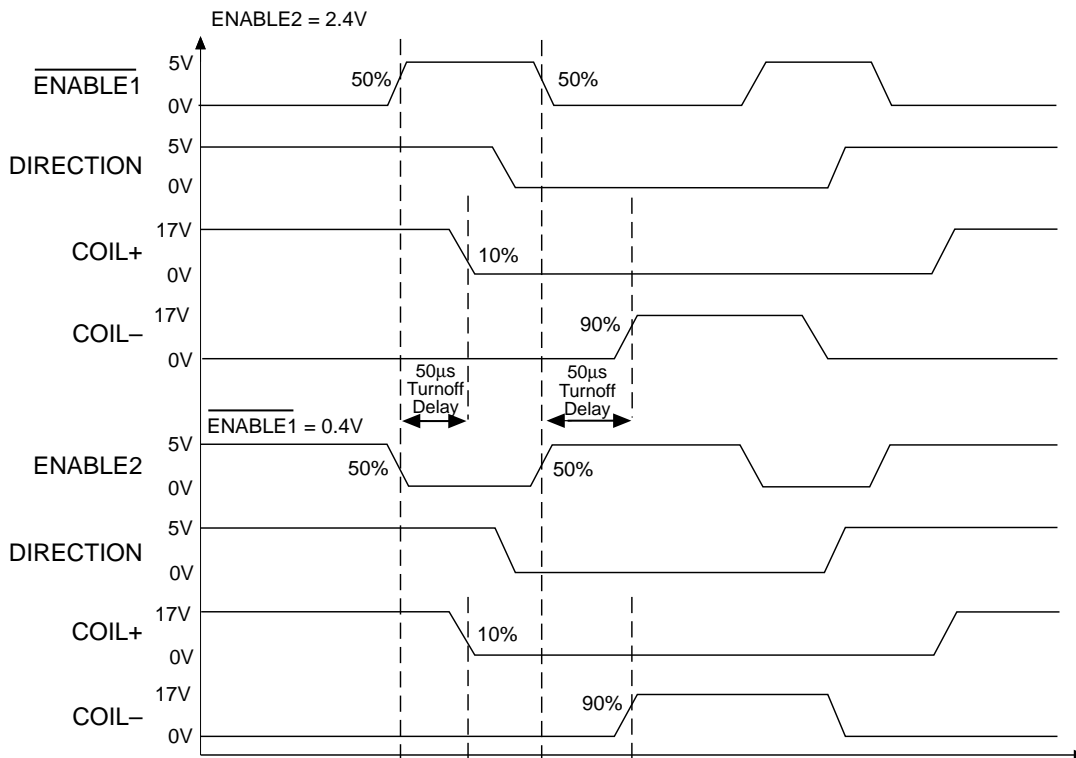 ENABLE2 = 2.4V
5V
ENABLE1
50%
50%
0V
5V
DIRECTION
0V
17V
COIL+
10%
0V
17V
COIL–
90%
0V
50μs
Turnoff
Delay
50μs
Turnoff
Delay
ENABLE1 = 0.4V
5V
ENABLE2
50%
50%
0V
5V
DIRECTION
0V
17V
COIL+
10%
0V
17V
COIL–
90%
0V